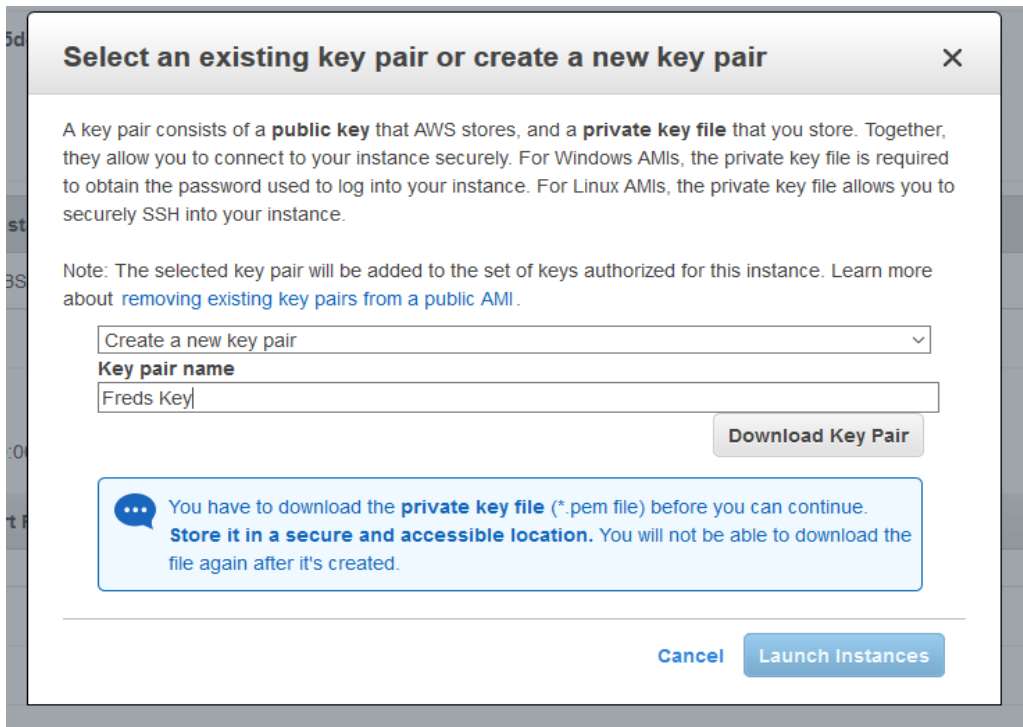 Select an existing key pair or create a new key pair
A key pair consists of a public key that AWS stores, and a private key file that you store. Together,
they allow you to connect to your instance securely. For Windows AMIs, the private key file is required
to obtain the password used to log into your instance. For Linux AMIs, the private key file allows you to
securely SSH into your instance.
Note: The selected key pair will be added to the set of keys authorized for this instance. Learn more
about removing existing key pairs from a public AMI.
Create a new key pair
Key pair name
Freds Key
Download Key Pair
You have to download the private key file (*.pem file) before you can continue.
Store it in a secure and accessible location. You will not be able to download the
file again after it's created.
Cancel
Launch Instances